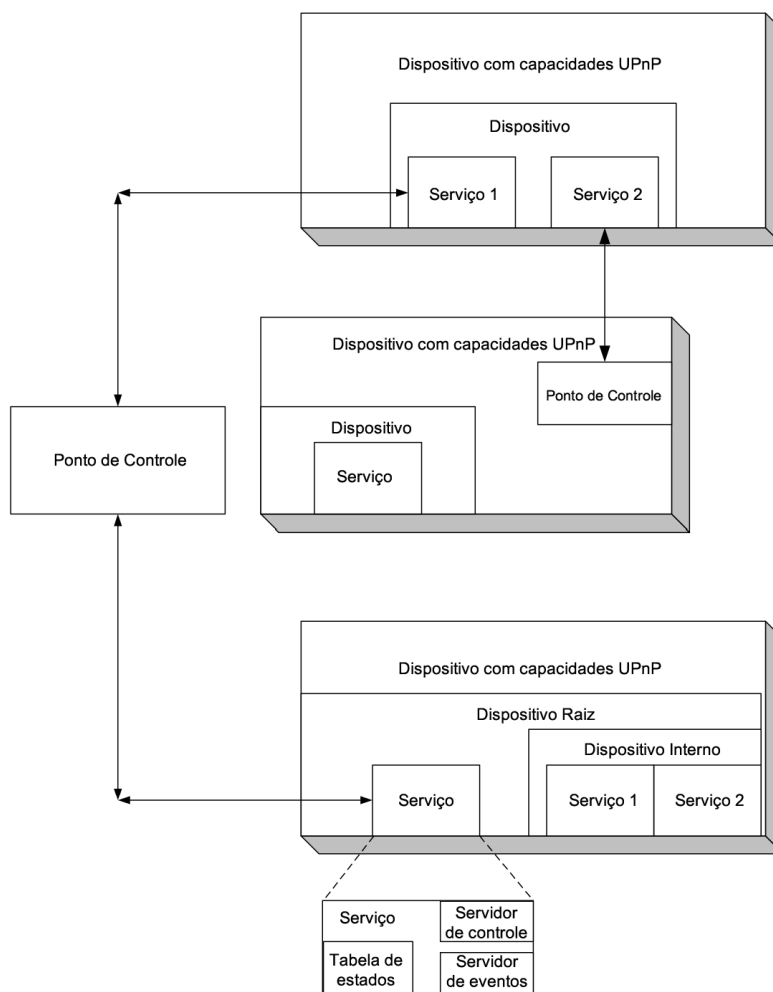 Dispositivo com capacidades UPnP
Dispositivo
Serviço 1
Serviço 2
Dispositivo com capacidades UPnP
Ponto de Controle
Dispositivo
Serviço
Ponto de Controle
Dispositivo com capacidades UPnP
Dispositivo Raiz
Dispositivo Interno
Serviço
Serviço 1
Serviço 2
Serviço
Servidor
de controle
Tabela de
estados
Servidor
de eventos